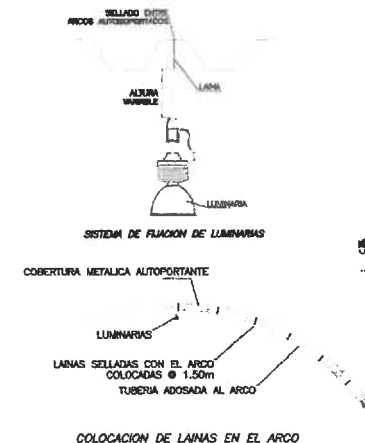 SELLADO ENTRE
ARCOS AUTOSOPORTADOS
LAINA
ALTURA
VARIABLE
LUMINARIA
SISTEMA DE FIJACION DE LUMINARIAS
COBERTURA METALICA AUTOPORTANTE
LUMINARIAS
LAINAS SELLADAS CON EL ARCO
COLOCADAS @ 1.50m
TUBERIA ADOSADA AL ARCO
COLOCACION DE LAINAS EN EL ARCO